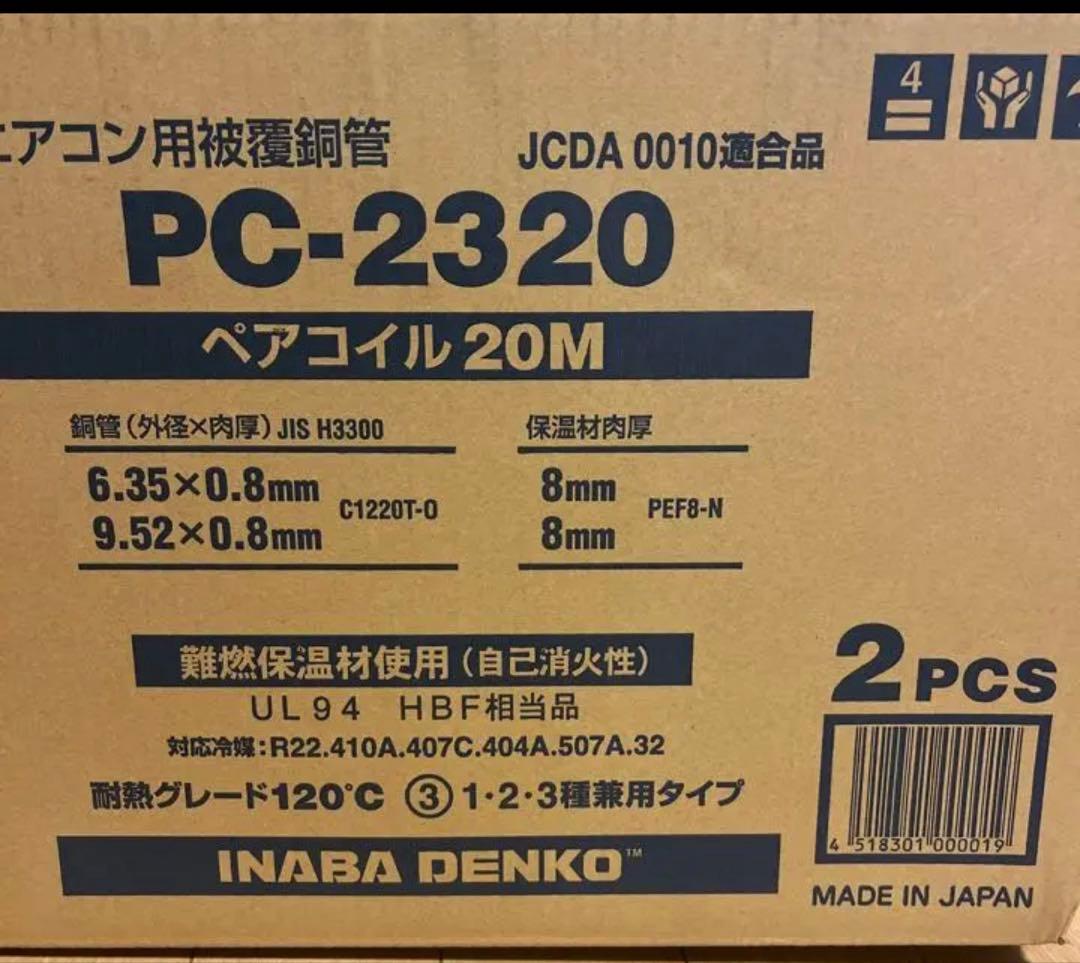 エアコン用被覆銅管
JCDA 0010適合品
4
PC-2320
ペアコイル20M
銅管(外径×肉厚)JIS H3300
保温材肉厚
6.35×0.8mm
9.52×0.8mm
C1220T-O
8mm
8mm
PEF8-N
難燃保温材使用(自己消火性)
UL94 HBF相当品
対応冷媒:R22.410A.407C.404A.507A.32
耐熱グレード120℃ ③ 1・2・3種兼用タイプ
2PCS
4 518301 000019
INABA DENKO™
MADE IN JAPAN